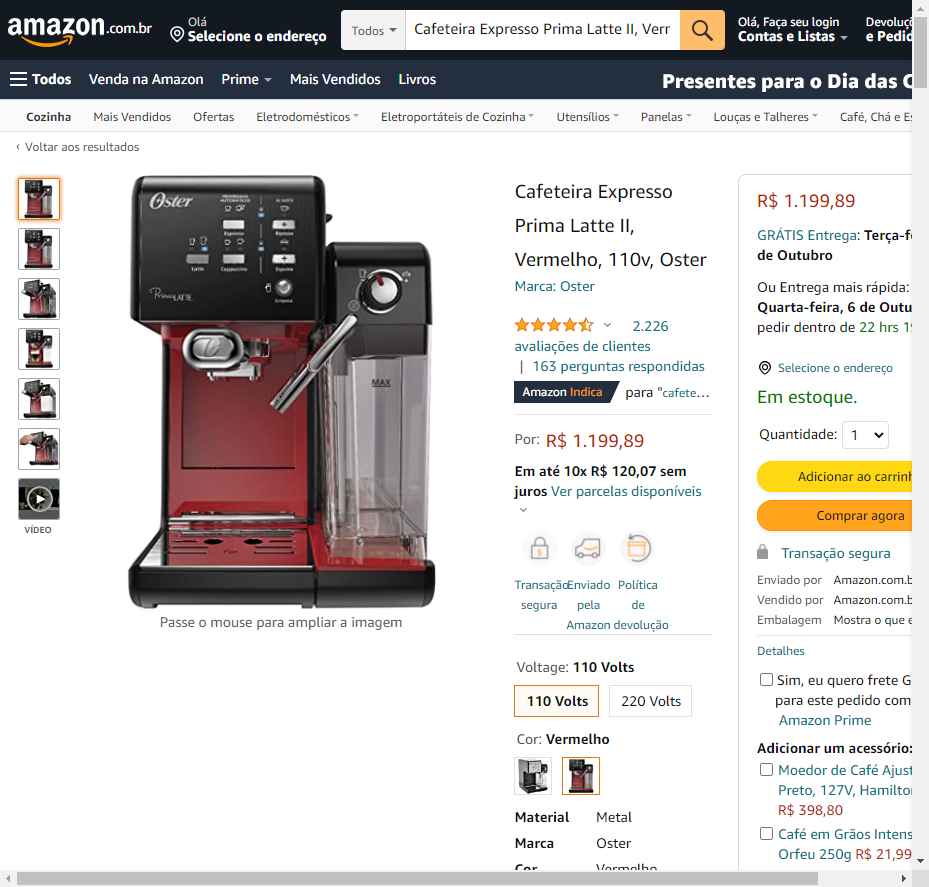 amazon.com.br
Olá
Selecione o endereço
Todos
Cafeteira Expresso Prima Latte II, Verr
Olá, Faça seu login
Contas e Listas
Devoluçõ
e Pedid
Todos
Venda na Amazon
Prime
Mais Vendidos
Livros
Presentes para o Dia das C
Cozinha
Mais Vendidos
Ofertas
Eletrodomésticos
Eletroportáteis de Cozinha
Utensílios
Panelas
Louças e Talheres
Café, Chá e Es
‹ Voltar aos resultados
Oster
PrimaLATTE
Espresso
Latte
Cappuccino
Espuma
Limpeza
MAX
VÍDEO
Passe o mouse para ampliar a imagem
Cafeteira Expresso
Prima Latte II,
Vermelho, 110v, Oster
Marca: Oster
2.226
avaliações de clientes
| 163 perguntas respondidas
Amazon Indica
para "cafete...
Por: R$ 1.199,89
Em até 10x R$ 120,07 sem
juros Ver parcelas disponíveis
Transação
segura
Enviado
pela
Amazon
Política
de
devolução
Voltage: 110 Volts
110 Volts
220 Volts
Cor: Vermelho
Material Metal
Marca Oster
Cor Vermelho
R$ 1.199,89
GRÁTIS Entrega: Terça-fe
de Outubro
Ou Entrega mais rápida:
Quarta-feira, 6 de Outu
pedir dentro de 22 hrs 19
Selecione o endereço
Em estoque.
Quantidade: 1
Adicionar ao carrinh
Comprar agora
Transação segura
Enviado por Amazon.com.b
Vendido por Amazon.com.b
Embalagem Mostra o que e
Detalhes
Sim, eu quero frete G
para este pedido com
Amazon Prime
Adicionar um acessório:
Moedor de Café Ajust
Preto, 127V, Hamilton
R$ 398,80
Café em Grãos Intens
Orfeu 250g R$ 21,99